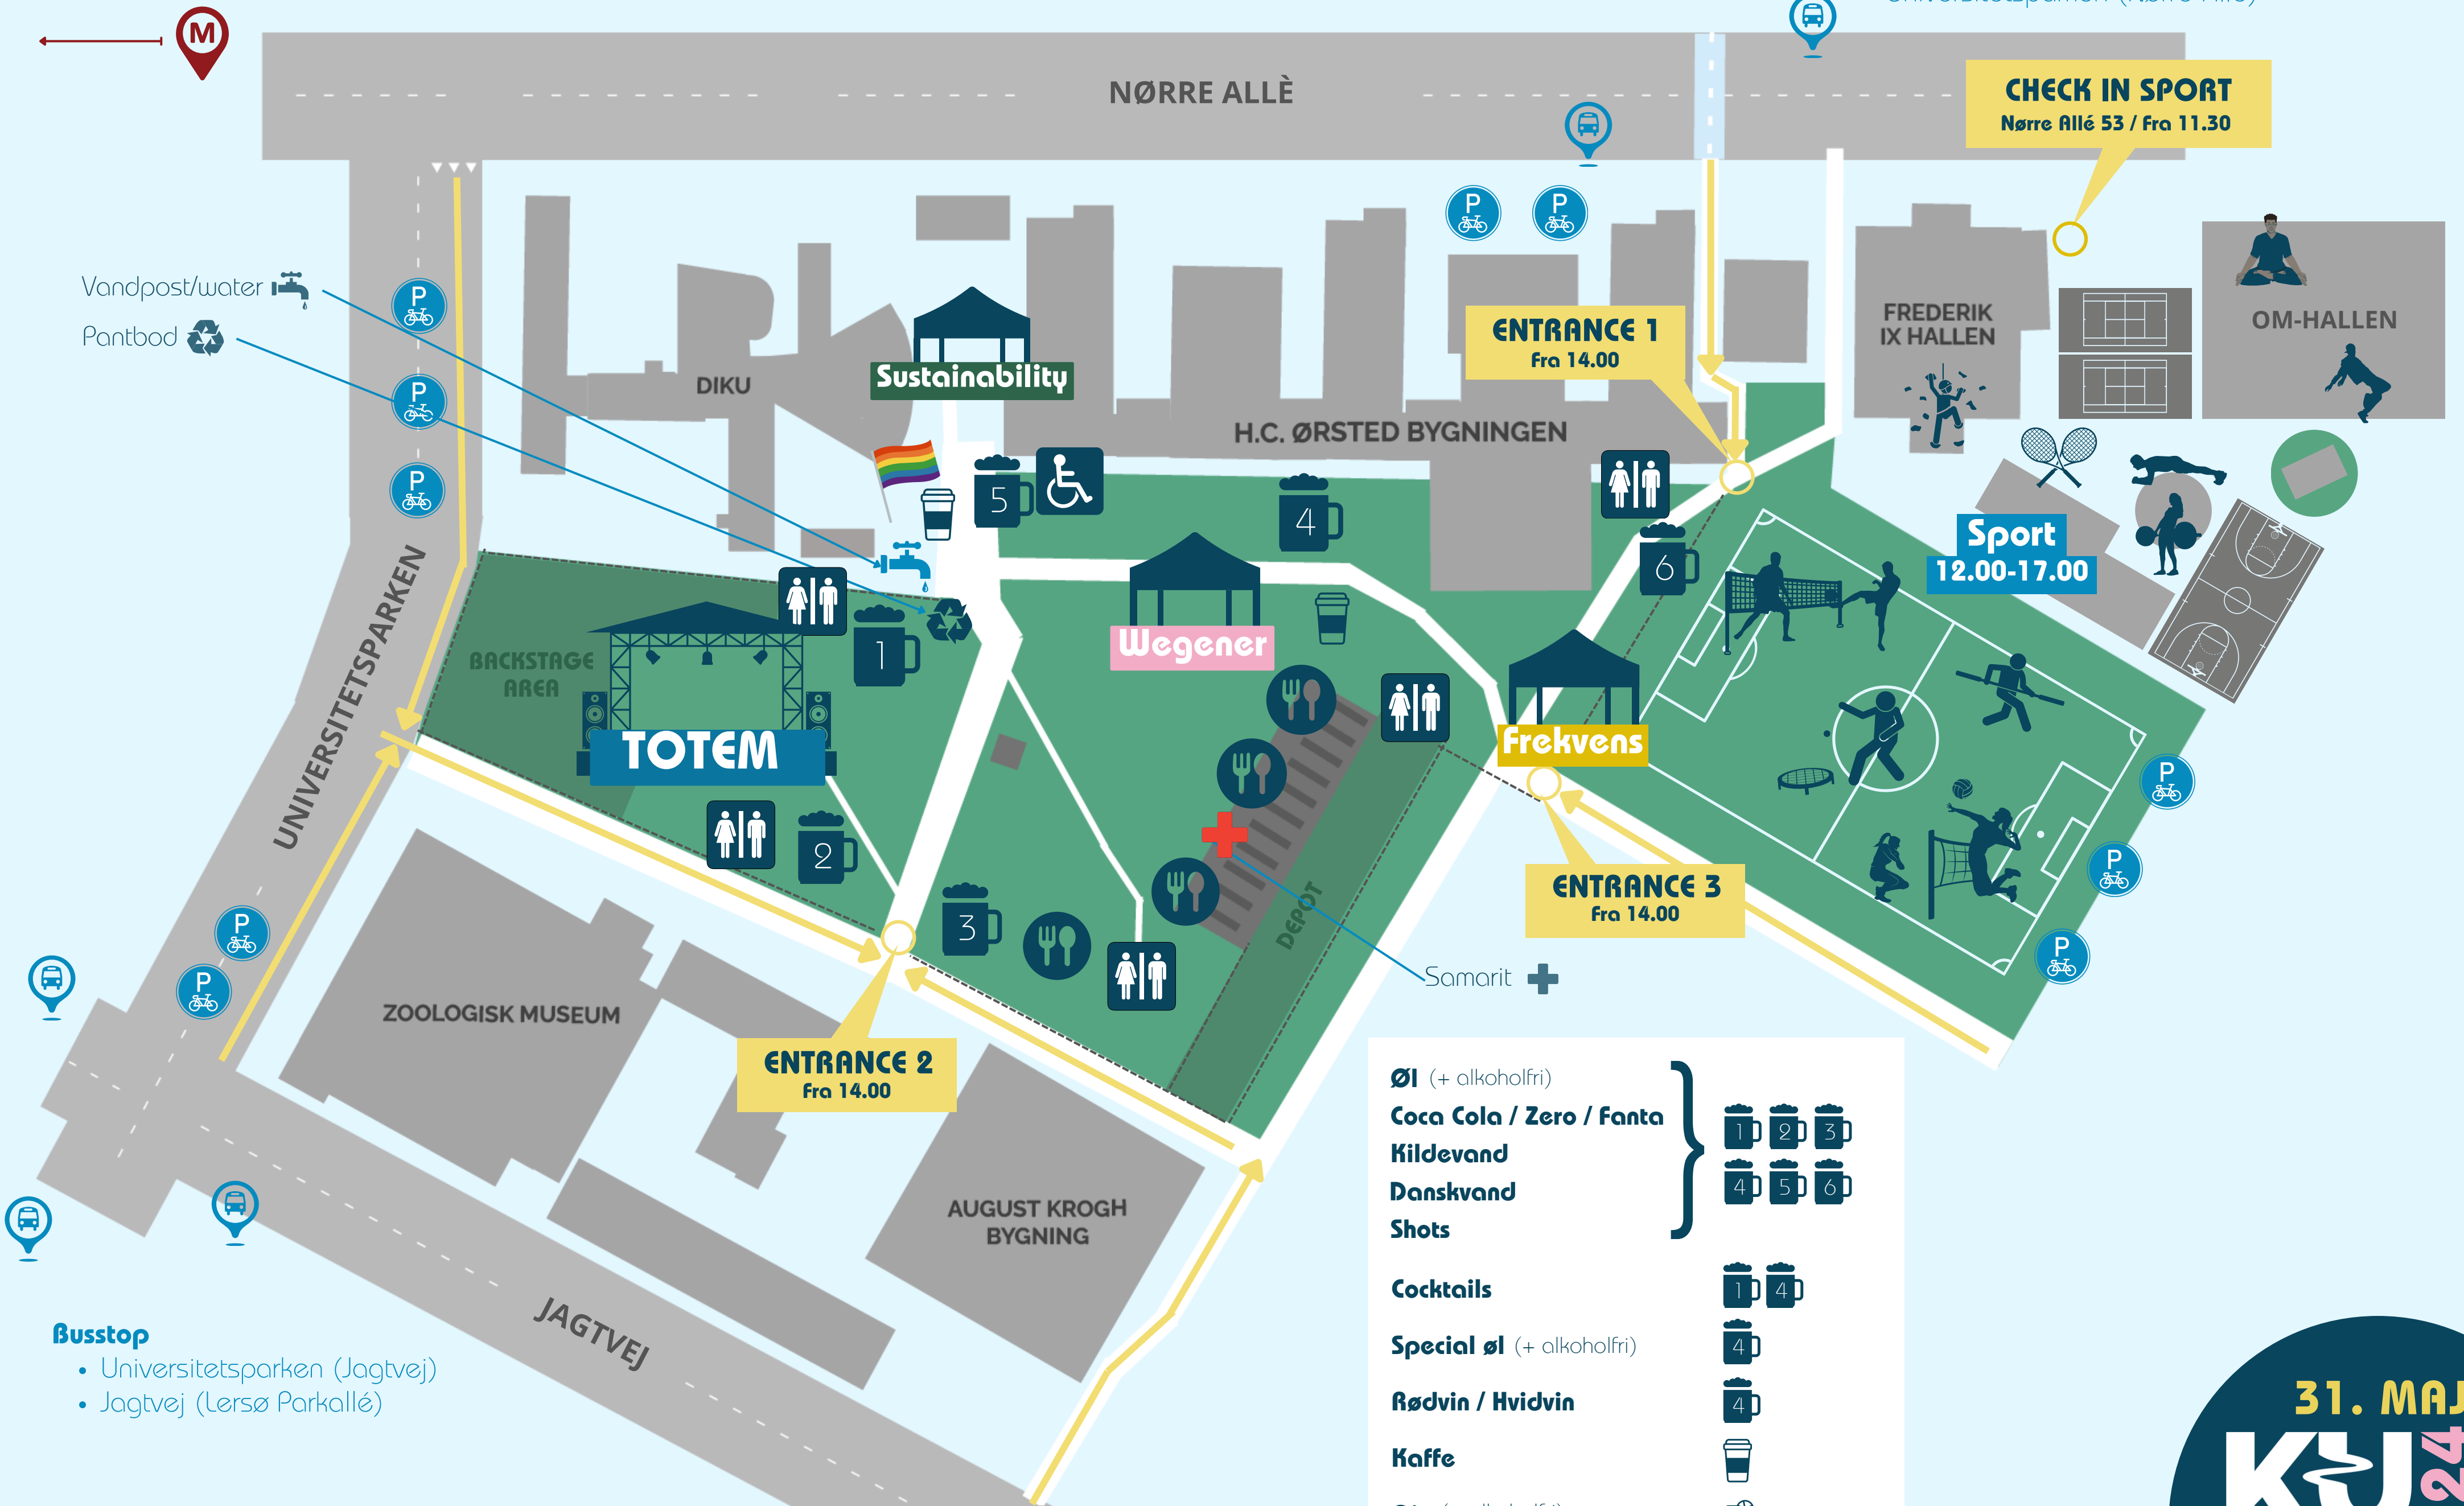 Universitetsparken (Nørre Allé)
M
NØRRE ALLÈ
CHECK IN SPORT
Nørre Allé 53 / Fra 11.30
P
P
Vandpost/water
Pantbod
P
P
P
DIKU
Sustainability
ENTRANCE 1
Fra 14.00
FREDERIK
IX HALLEN
OM-HALLEN
H.C. ØRSTED BYGNINGEN
5
4
6
Sport
12.00-17.00
UNIVERSITETSPARKEN
BACKSTAGE
AREA
1
Wegener
TOTEM
Frekvens
2
3
P
P
P
ENTRANCE 3
Fra 14.00
DEPOT
Samarit
P
P
ZOOLOGISK MUSEUM
ENTRANCE 2
Fra 14.00
AUGUST KROGH
BYGNING
JAGTVEJ
Busstop
• Universitetsparken (Jagtvej)
• Jagtvej (Lersø Parkallé)
Øl (+ alkoholfri)
Coca Cola / Zero / Fanta
Kildevand
Danskvand
Shots
1 2 3
4 5 6
Cocktails 1 4
Special øl (+ alkoholfri) 4
Rødvin / Hvidvin 4
Kaffe
31. MAJ
KU
24